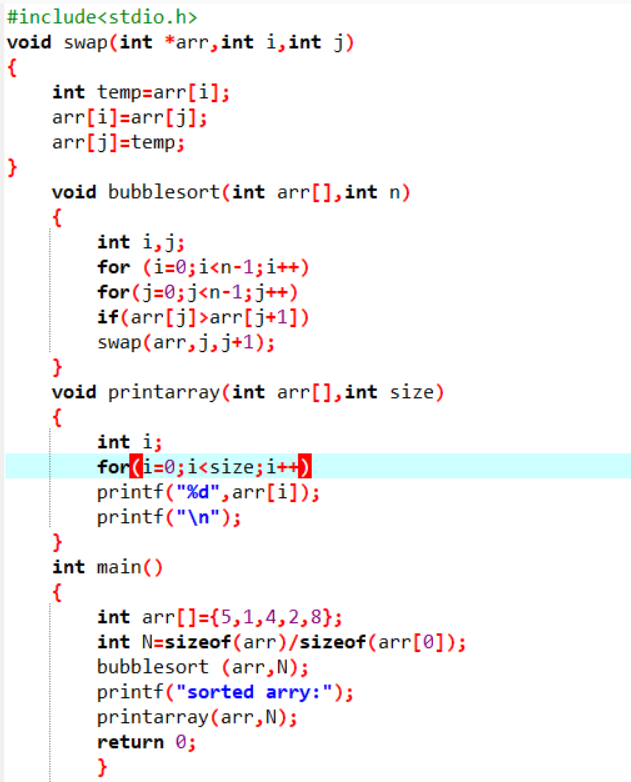 #include<stdio.h>
void swap(int *arr,int i,int j)
{
    int temp=arr[i];
    arr[i]=arr[j];
    arr[j]=temp;
}
    void bubblesort(int arr[],int n)
    {
        int i,j;
        for (i=0;i<n-1;i++)
        for(j=0;j<n-1;j++)
        if(arr[j]>arr[j+1])
        swap(arr,j,j+1);
    }
    void printarray(int arr[],int size)
    {
        int i;
        for(i=0;i<size;i++)
        printf("%d",arr[i]);
        printf("\n");
    }
    int main()
    {
        int arr[]={5,1,4,2,8};
        int N=sizeof(arr)/sizeof(arr[0]);
        bubblesort (arr,N);
        printf("sorted arry:");
        printarray(arr,N);
        return 0;
        }